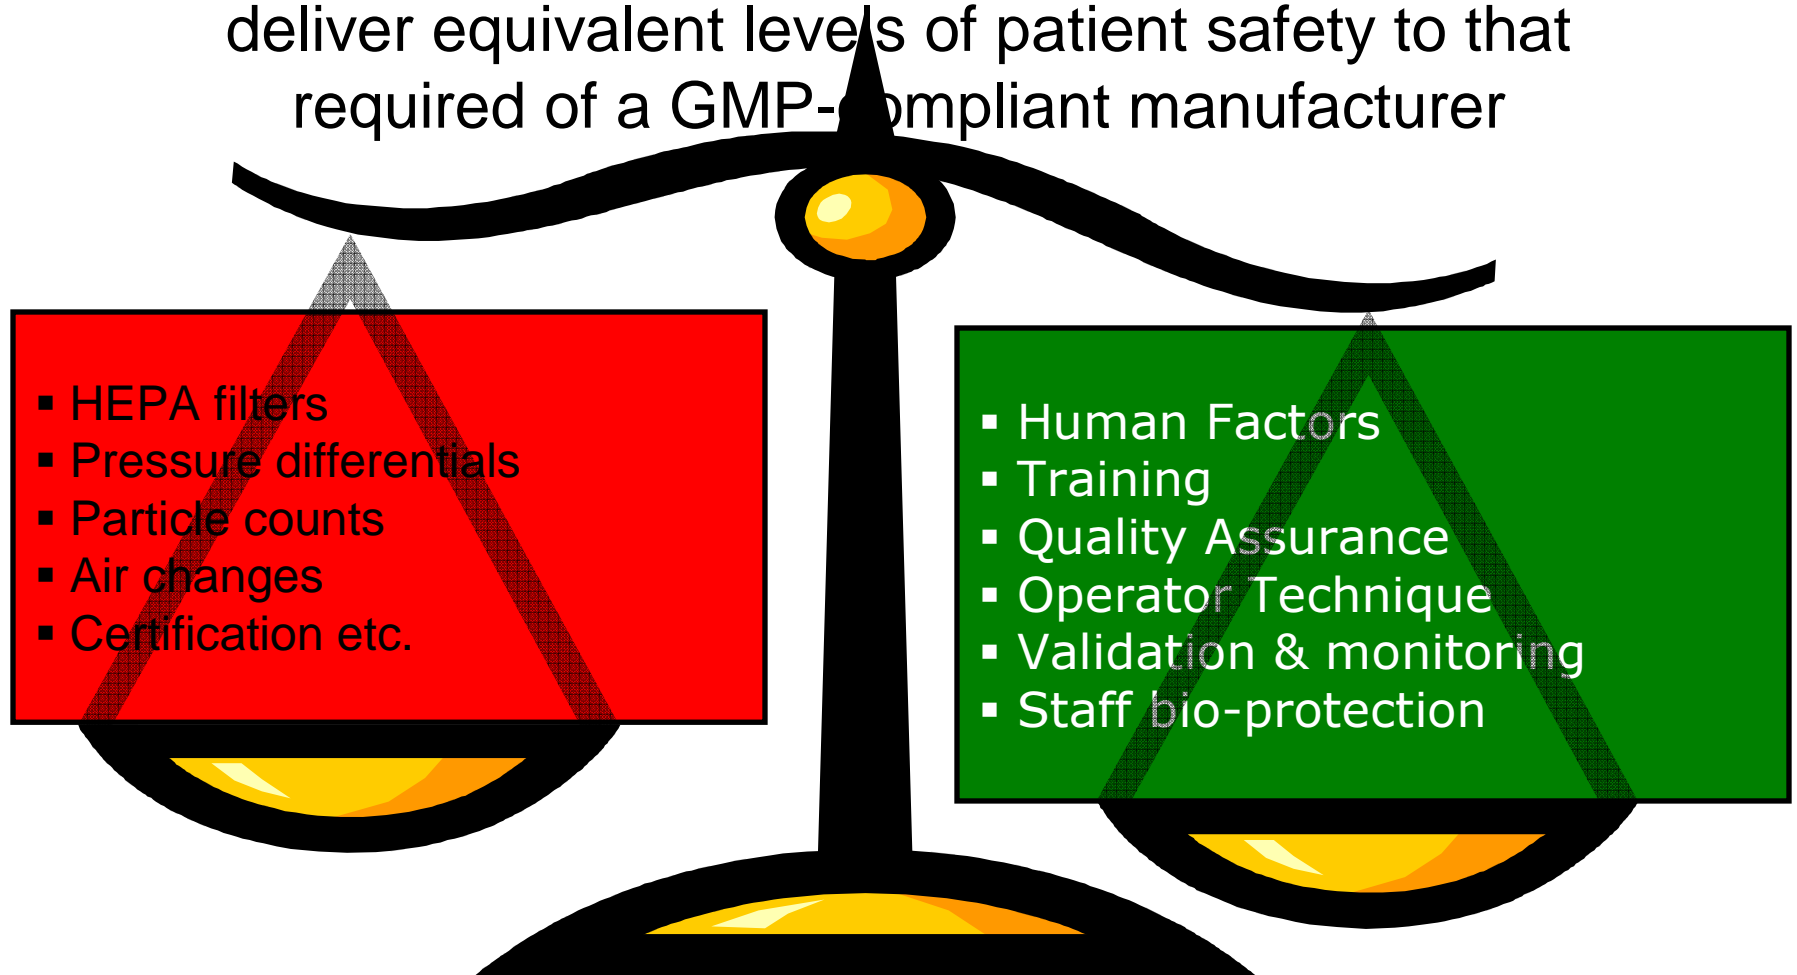 deliver equivalent levels of patient safety to that
required of a GMP-compliant manufacturer
▪ HEPA filters
▪ Pressure differentials
▪ Particle counts
▪ Air changes
▪ Certification etc.
▪ Human Factors
▪ Training
▪ Quality Assurance
▪ Operator Technique
▪ Validation & monitoring
▪ Staff bio-protection